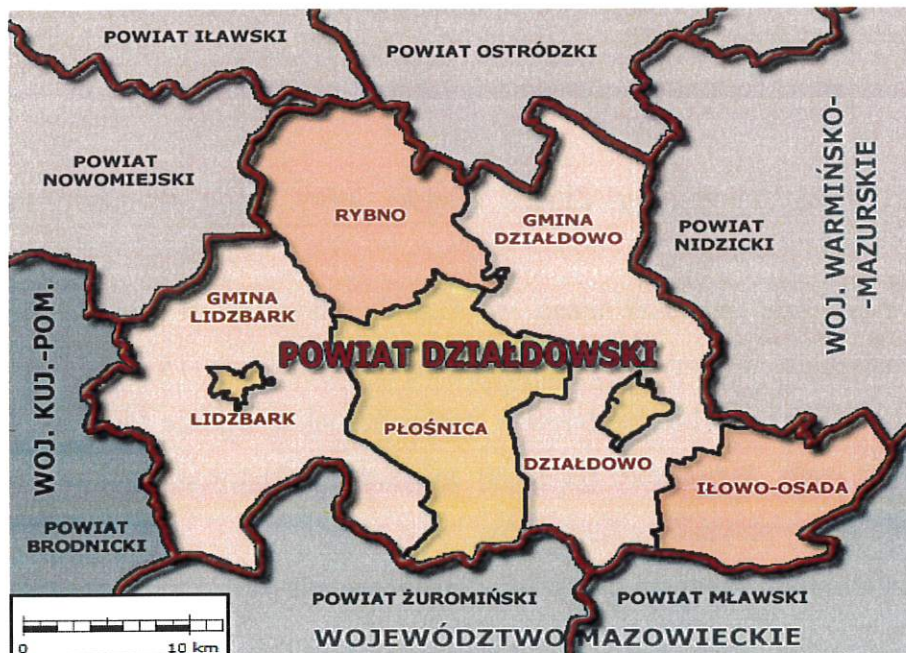 POWIAT IŁAWSKI
POWIAT OSTRÓDZKI
POWIAT
NOWOMIEJSKI
RYBNO
GMINA
DZIAŁDOWO
POWIAT
NIDZICKI
WOJ. WARMIŃSKO-
-MAZURSKIE
GMINA
LIDZBARK
WOJ. KUJ.-POM.
POWIAT DZIAŁDOWSKI
LIDZBARK
PŁOŚNICA
DZIAŁDOWO
IŁOWO-OSADA
POWIAT
BRODNICKI
POWIAT ŻUROMIŃSKI
POWIAT MŁAWSKI
WOJEWÓDZTWO MAZOWIECKIE
0 10 km